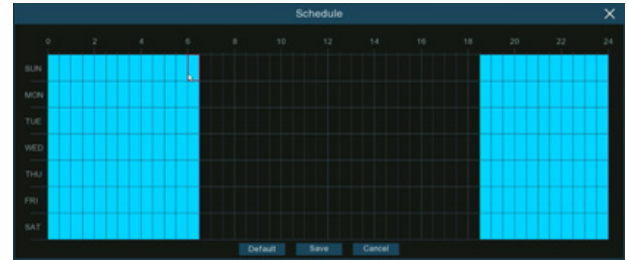 Schedule
0 2 4 6 8 10 12 14 16 18 20 22 24
SUN
MON
TUE
WED
THU
FRI
SAT
Default Save Cancel